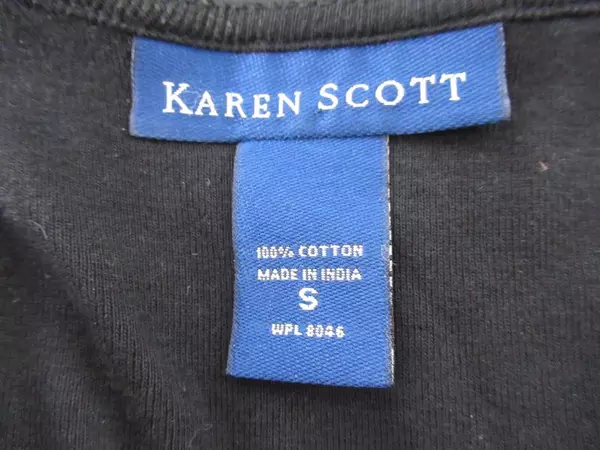 KAREN SCOTT
100% COTTON
MADE IN INDIA
S
WPL 8046